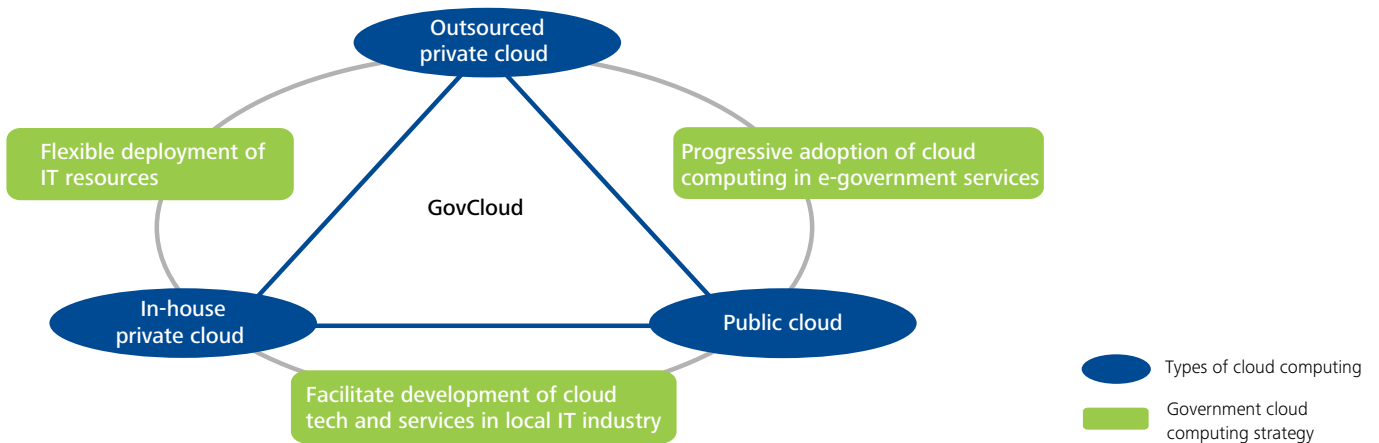 Outsourced
private cloud
Flexible deployment of
IT resources
Progressive adoption of cloud
computing in e-government services
GovCloud
In-house
private cloud
Public cloud
Facilitate development of cloud
tech and services in local IT industry
Types of cloud computing
Government cloud
computing strategy